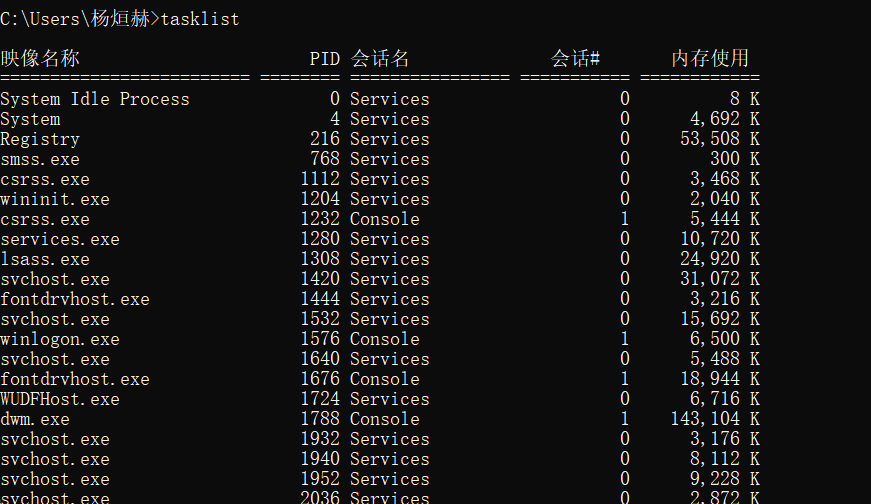 C:\Users\杨烜赫>tasklist
映像名称 PID 会话名 会话# 内存使用
========================= ======== ================ =========== ============
System Idle Process 0 Services 0 8 K
System 4 Services 0 4,692 K
Registry 216 Services 0 53,508 K
smss.exe 768 Services 0 300 K
csrss.exe 1112 Services 0 3,468 K
wininit.exe 1204 Services 0 2,040 K
csrss.exe 1232 Console 1 5,444 K
services.exe 1280 Services 0 10,720 K
lsass.exe 1308 Services 0 24,920 K
svchost.exe 1420 Services 0 31,072 K
fontdrvhost.exe 1444 Services 0 3,216 K
svchost.exe 1532 Services 0 15,692 K
winlogon.exe 1576 Console 1 6,500 K
svchost.exe 1640 Services 0 5,488 K
fontdrvhost.exe 1676 Console 1 18,944 K
WUDFHost.exe 1724 Services 0 6,716 K
dwm.exe 1788 Console 1 143,104 K
svchost.exe 1932 Services 0 3,176 K
svchost.exe 1940 Services 0 8,112 K
svchost.exe 1952 Services 0 9,228 K
svchost.exe 2036 Services 0 2,872 K